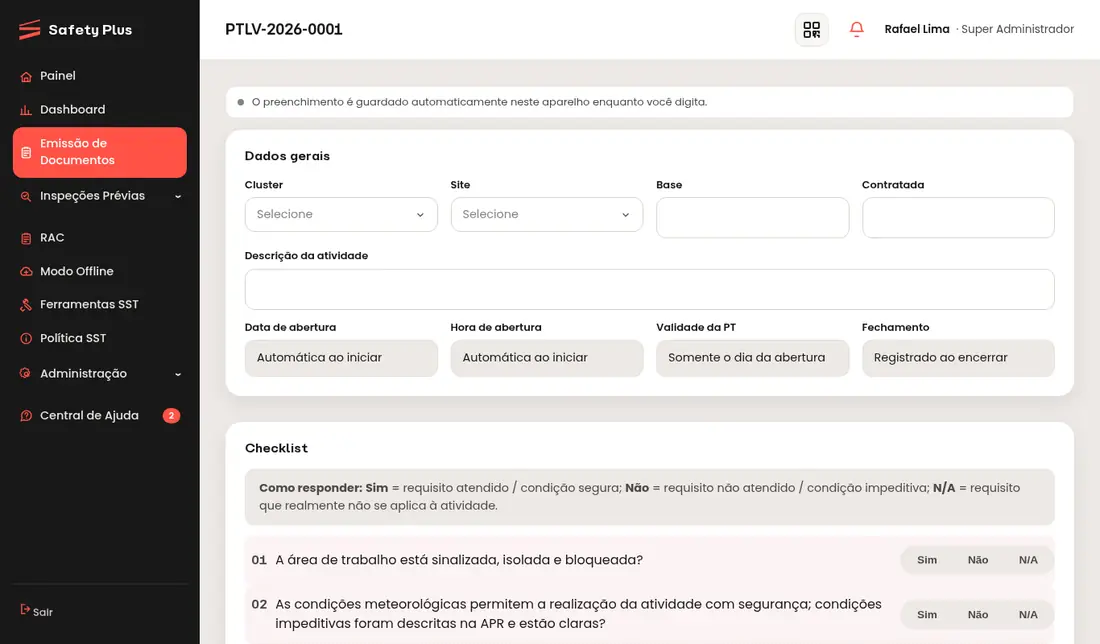 Safety Plus
Painel
Dashboard
Emissão de
Documentos
Inspeções Prévias
RAC
Modo Offline
Ferramentas SST
Política SST
Administração
Central de Ajuda 2
Sair
PTLV-2026-0001
Rafael Lima · Super Administrador
O preenchimento é guardado automaticamente neste aparelho enquanto você digita.
Dados gerais
Cluster Site Base Contratada
Selecione Selecione
Descrição da atividade
Data de abertura Hora de abertura Validade da PT Fechamento
Automática ao iniciar Automática ao iniciar Somente o dia da abertura Registrado ao encerrar
Checklist
Como responder: Sim = requisito atendido / condição segura; Não = requisito não atendido / condição impeditiva; N/A = requisito
que realmente não se aplica à atividade.
01 A área de trabalho está sinalizada, isolada e bloqueada? Sim Não N/A
02 As condições meteorológicas permitem a realização da atividade com segurança; condições
impeditivas foram descritas na APR e estão claras? Sim Não N/A